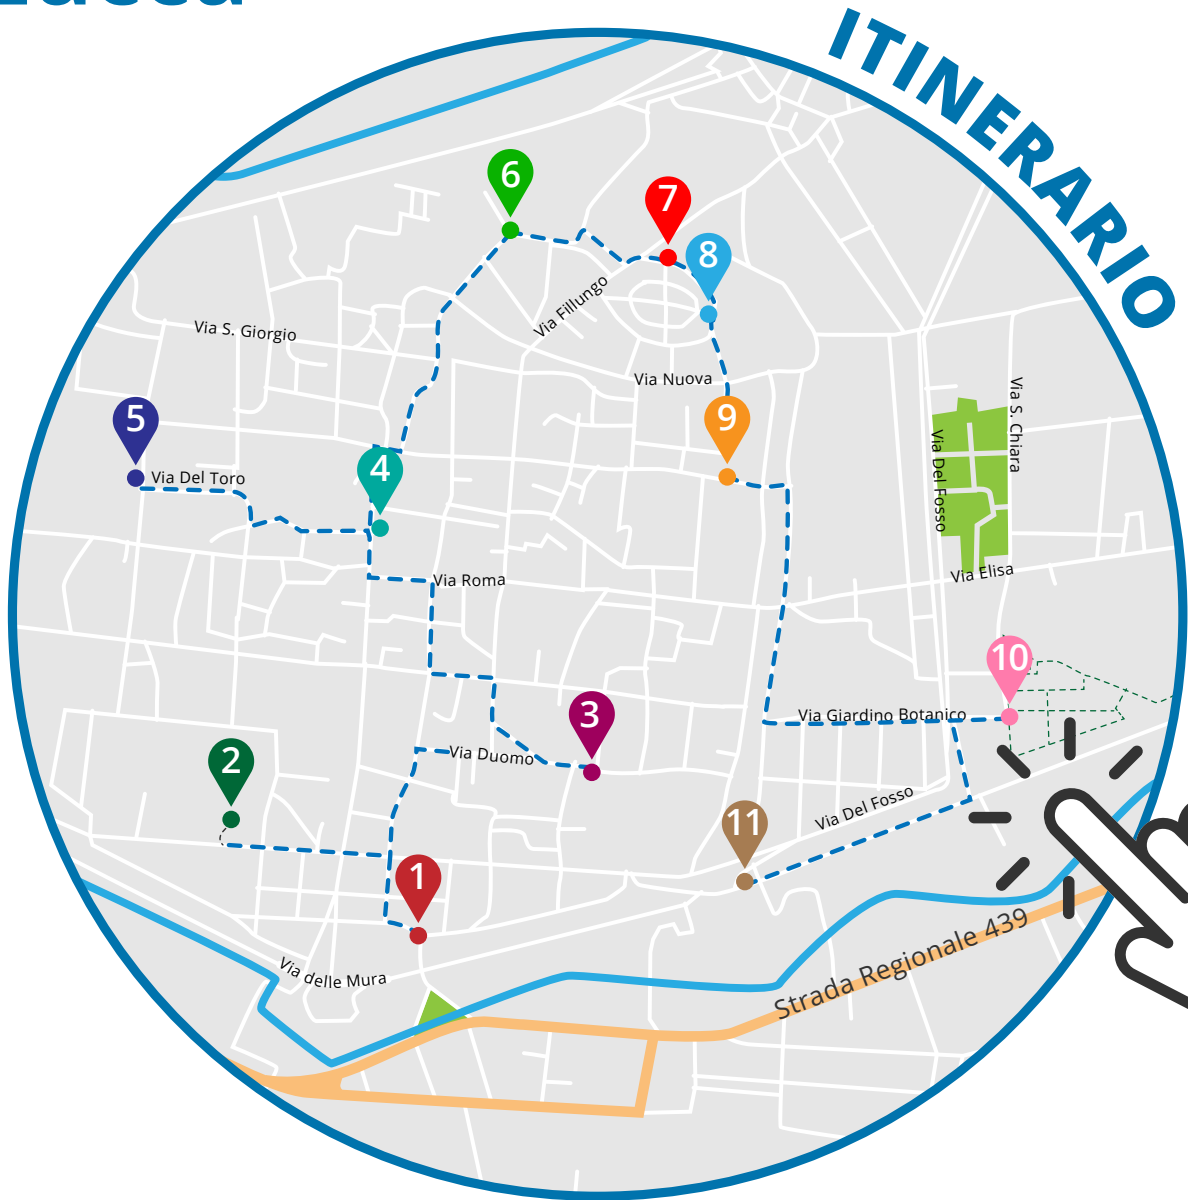 ITINERARIO
6
7
8
Via Fillungo
Via S. Giorgio
Via Nuova
Via S. Chiara
5
9
4
Via Del Toro
Via Del Fosso
Via Roma
Via Elisa
10
3
Via Giardino Botanico
2
Via Duomo
11
Via Del Fosso
1
Via delle Mura
Strada Regionale 439